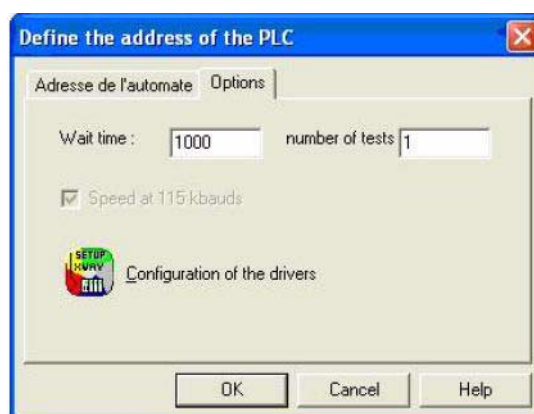 Define the address of the PLC
Adresse de l'automate Options
Wait time : 1000 number of tests 1
Speed at 115 kbauds
SETUP
XWAY
Configuration of the drivers
OK Cancel Help